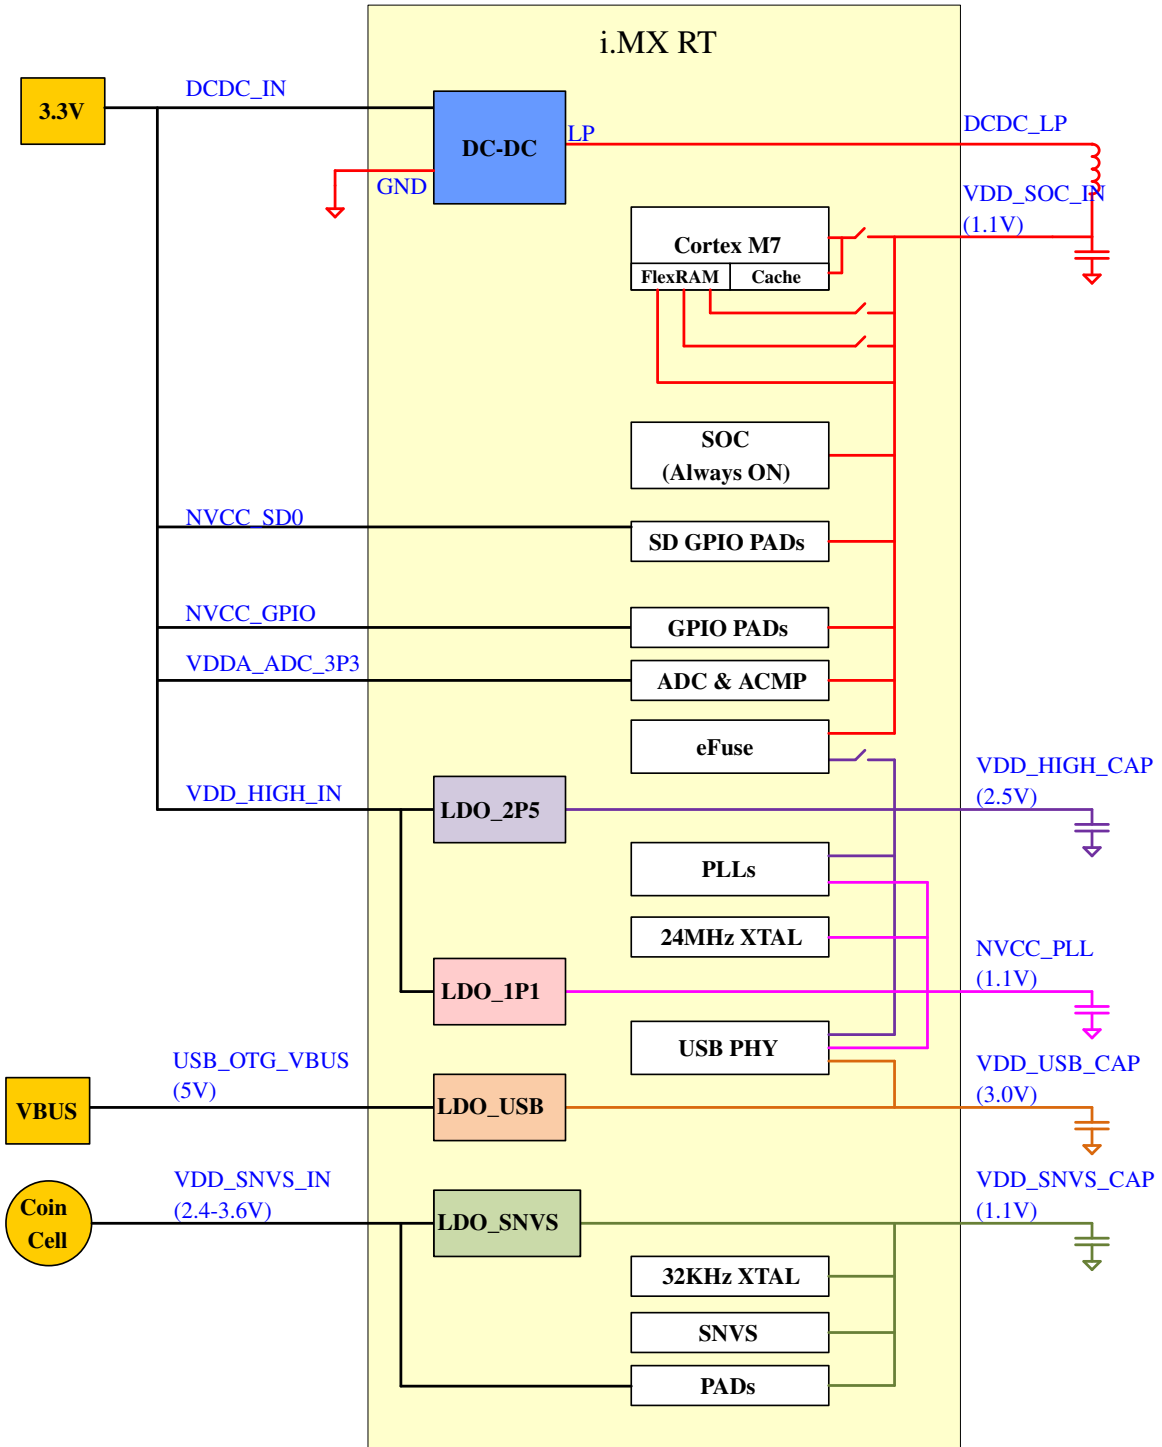 i.MX RT
3.3V
DCDC_IN
DC-DC
LP
GND
DCDC_LP
VDD_SOC_IN
(1.1V)
Cortex M7
FlexRAM
Cache
SOC
(Always ON)
NVCC_SD0
SD GPIO PADs
NVCC_GPIO
GPIO PADs
VDDA_ADC_3P3
ADC & ACMP
eFuse
VDD_HIGH_IN
LDO_2P5
VDD_HIGH_CAP
(2.5V)
PLLs
24MHz XTAL
LDO_1P1
NVCC_PLL
(1.1V)
USB PHY
VBUS
USB_OTG_VBUS
(5V)
LDO_USB
VDD_USB_CAP
(3.0V)
Coin
Cell
VDD_SNVS_IN
(2.4-3.6V)
LDO_SNVS
VDD_SNVS_CAP
(1.1V)
32KHz XTAL
SNVS
PADs